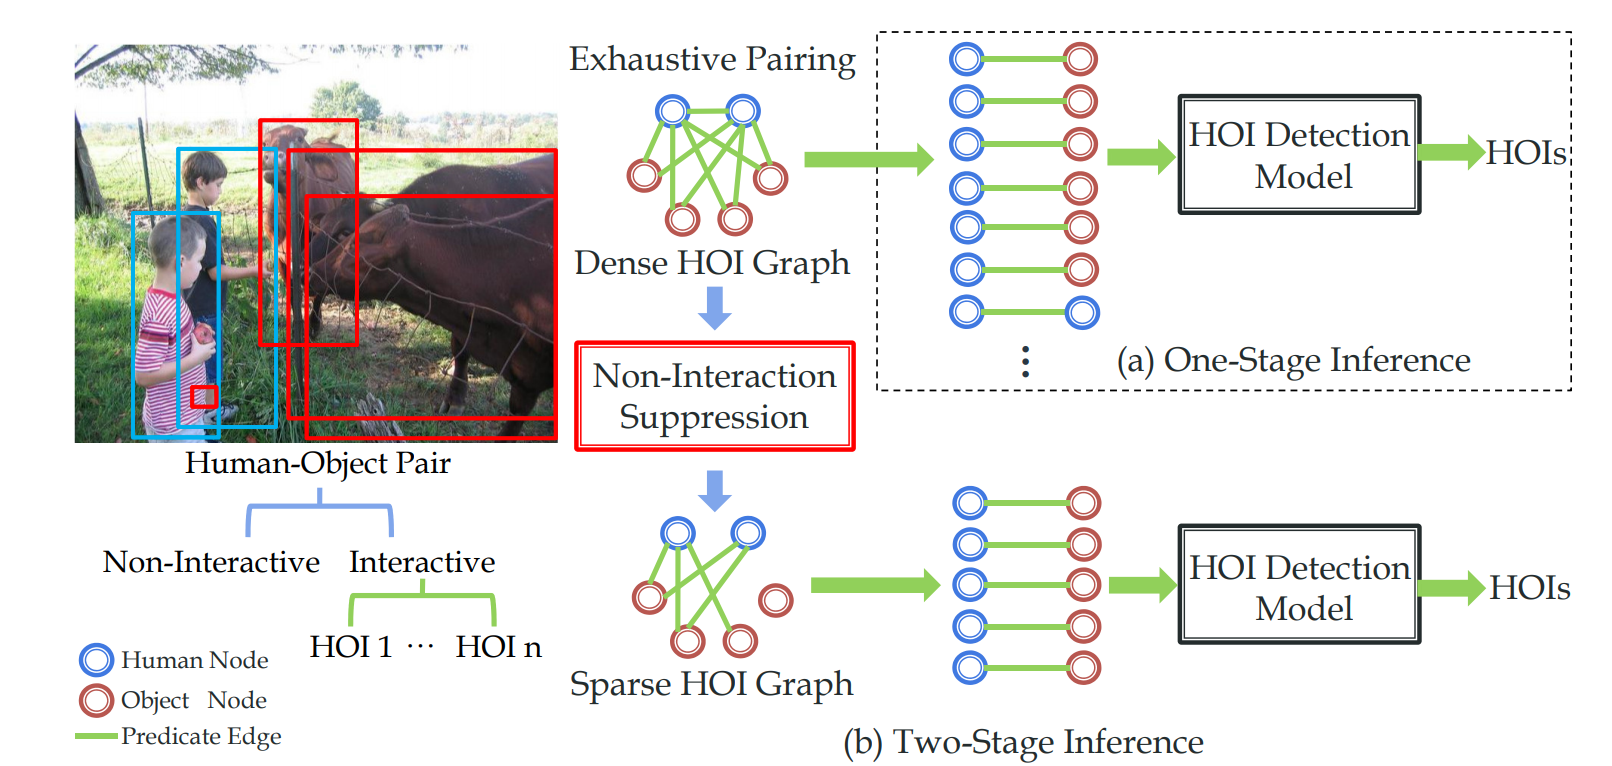 Exhaustive Pairing
Dense HOI Graph
Non-Interaction
Suppression
Sparse HOI Graph
HOI Detection
Model
HOIs
(a) One-Stage Inference
HOI Detection
Model
HOIs
(b) Two-Stage Inference
Human-Object Pair
Non-Interactive
Interactive
HOI 1 ··· HOI n
Human Node
Object Node
Predicate Edge